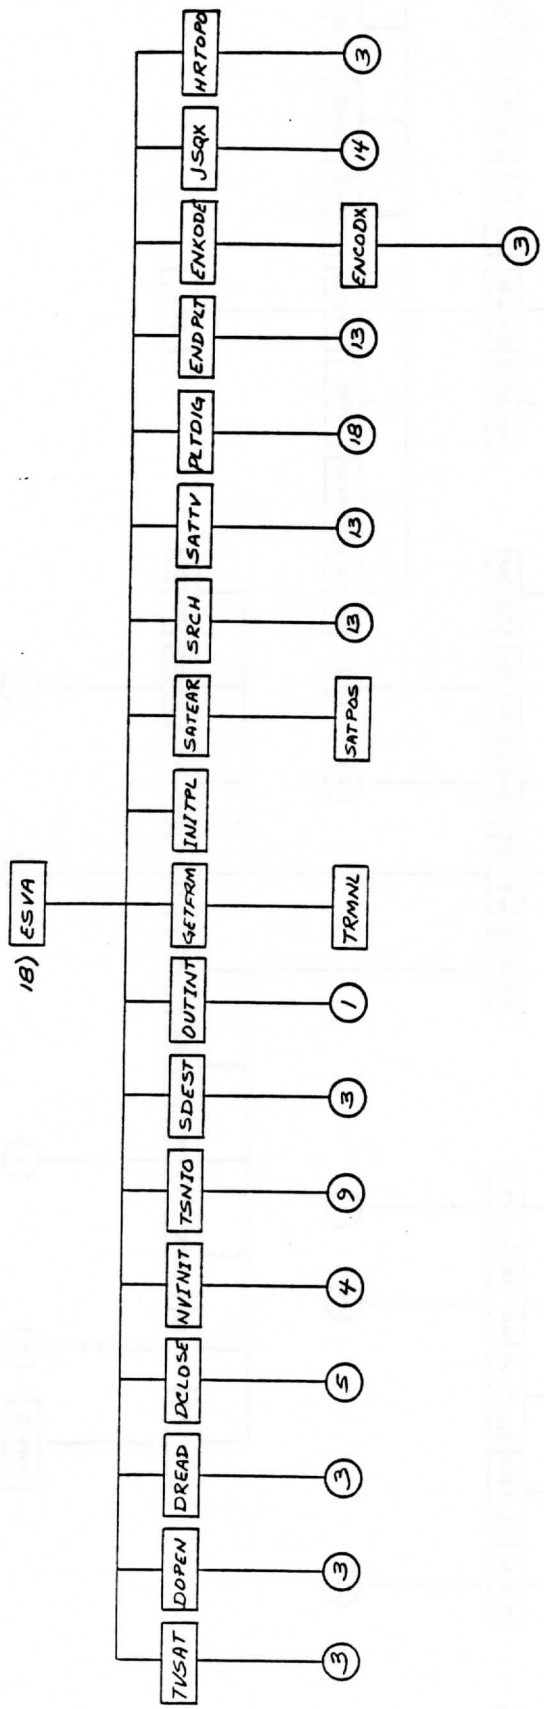 18) ESVA
TVSAT DOPEN DREAD DCLOSE NVINIT TSNIO SDEST OUTINT GETFRM INITPL SATEAR SRCH SATTV PLTDIG ENDPLT ENKODE JSQX HRTOPO
3 3 3 5 4 9 3 1 TRMNL SATPOS 13 13 18 13 ENCODX 14 3
3